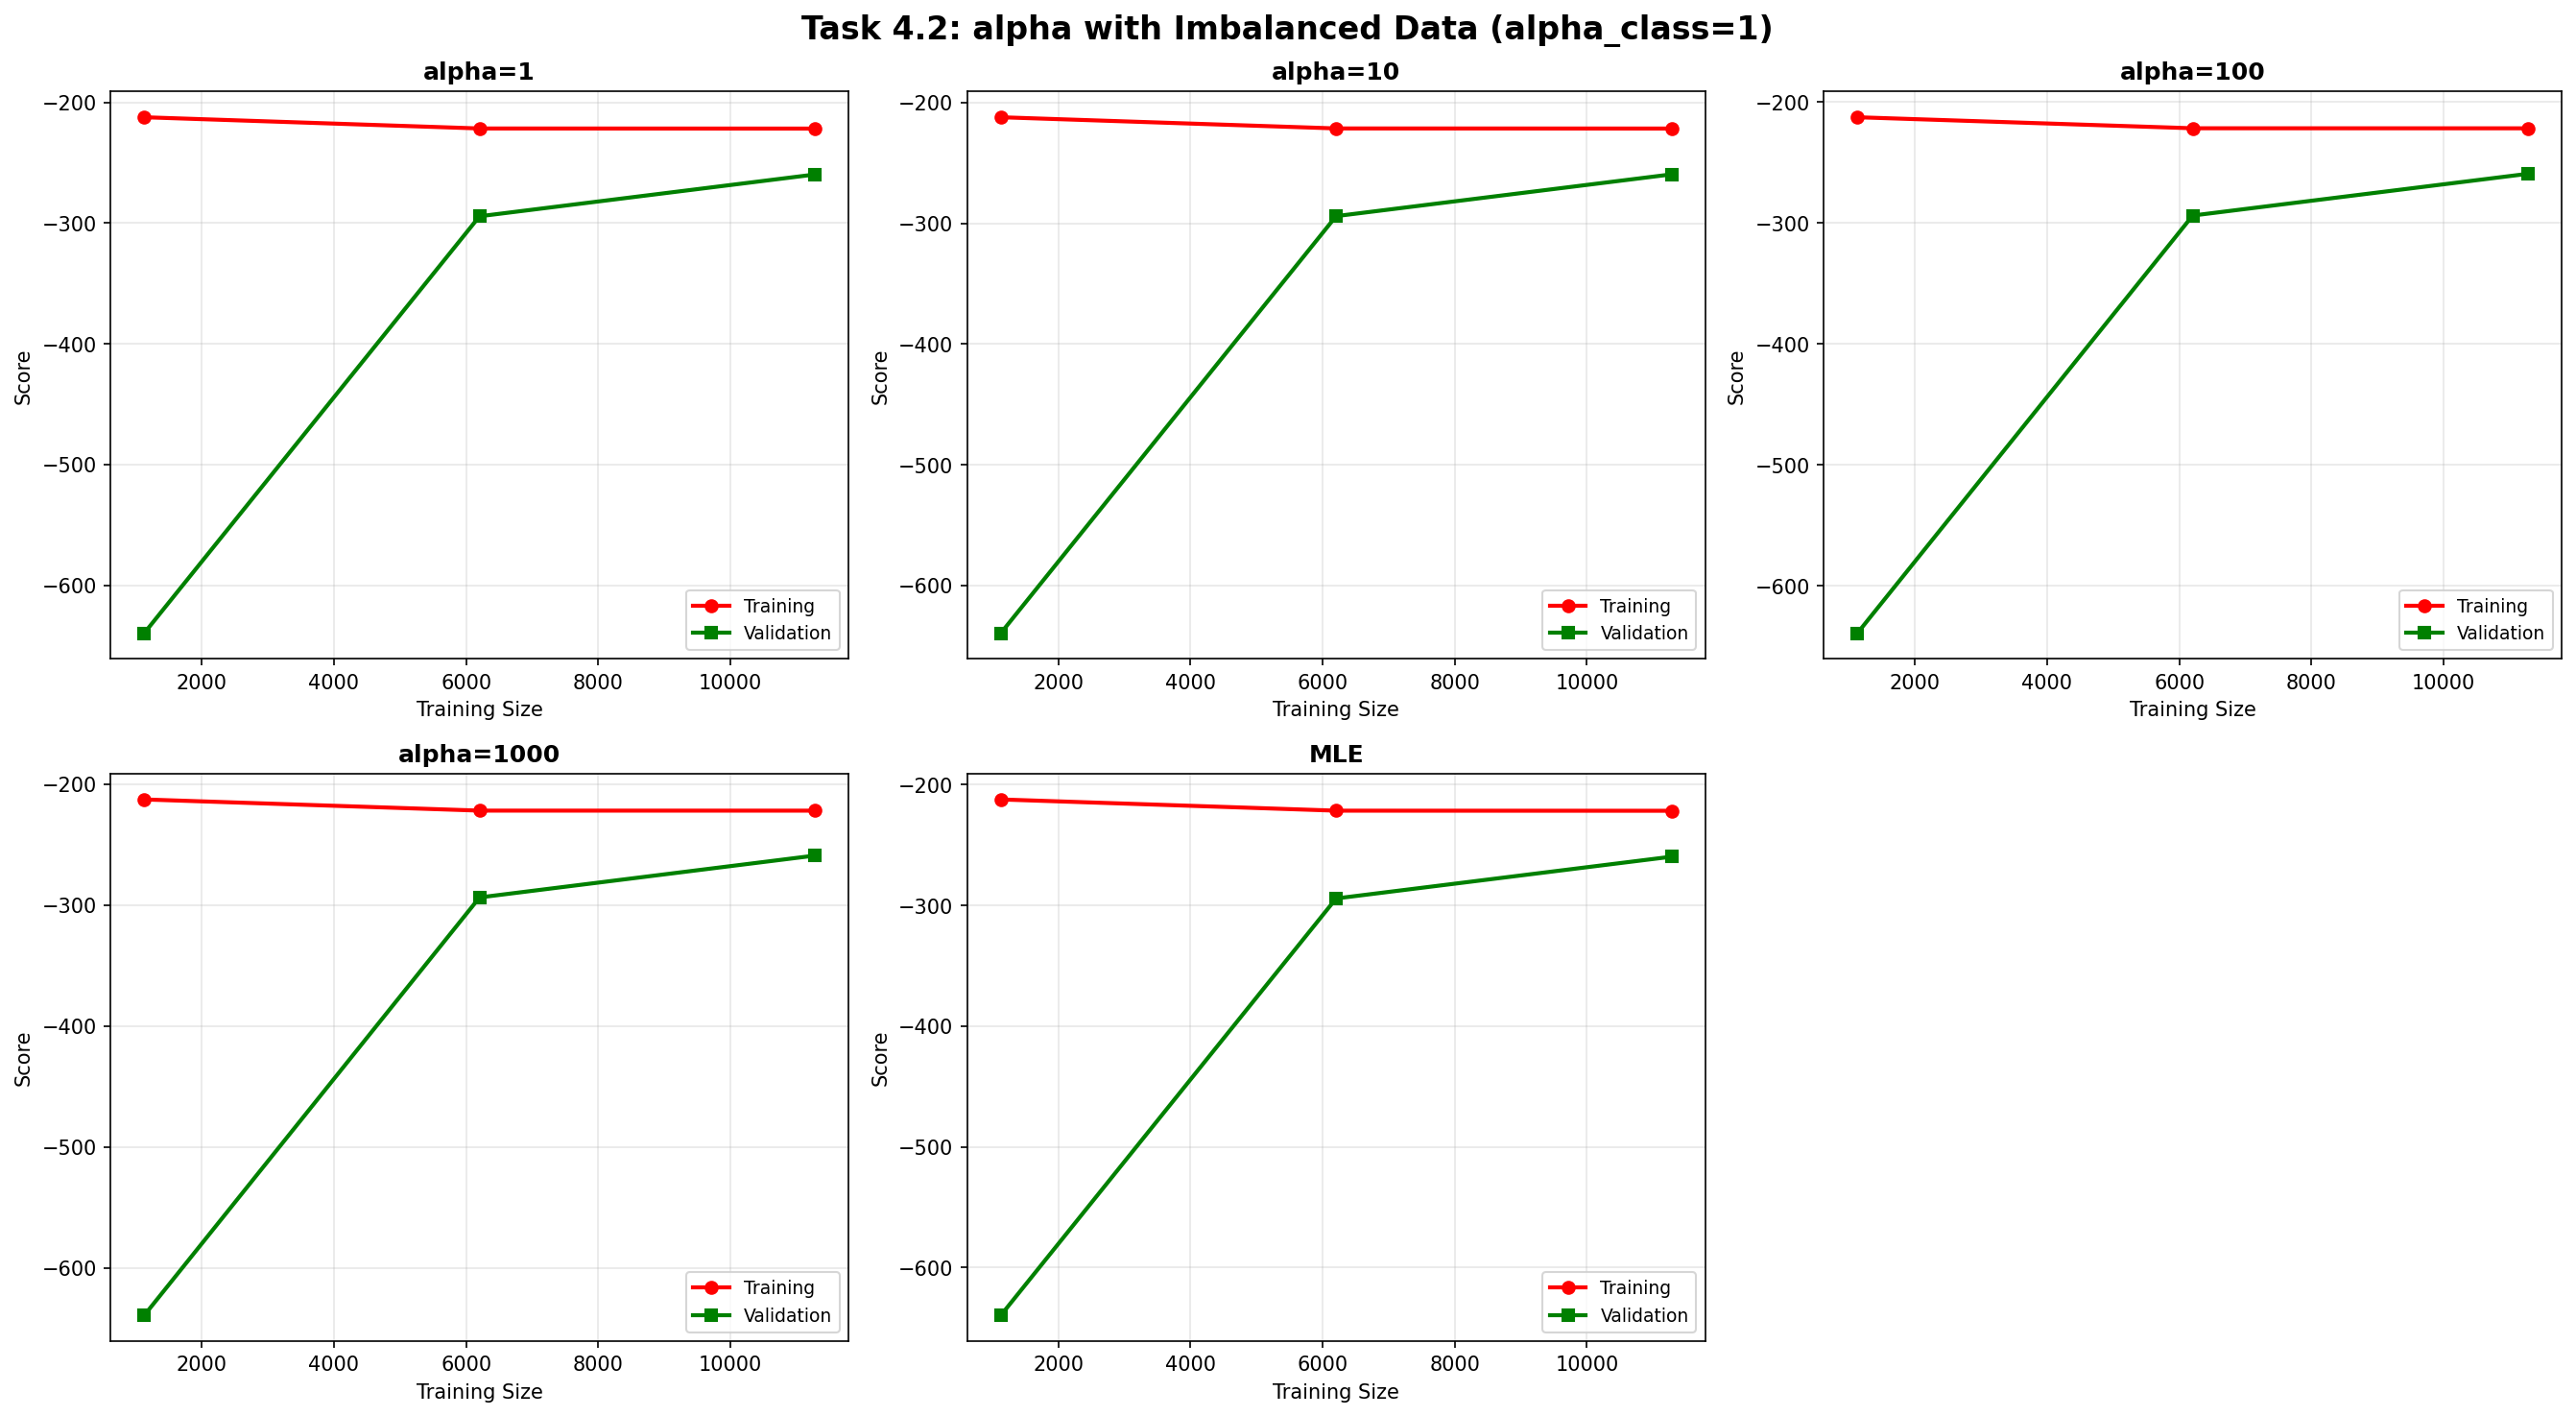 Task 4.2: alpha with Imbalanced Data (alpha_class=1)
alpha=1
−200
−300
−400
−500
−600
Score
2000 4000 6000 8000 10000
Training Size
Training
Validation
alpha=10
−200
−300
−400
−500
−600
Score
2000 4000 6000 8000 10000
Training Size
Training
Validation
alpha=100
−200
−300
−400
−500
−600
Score
2000 4000 6000 8000 10000
Training Size
Training
Validation
alpha=1000
−200
−300
−400
−500
−600
Score
2000 4000 6000 8000 10000
Training Size
Training
Validation
MLE
−200
−300
−400
−500
−600
Score
2000 4000 6000 8000 10000
Training Size
Training
Validation